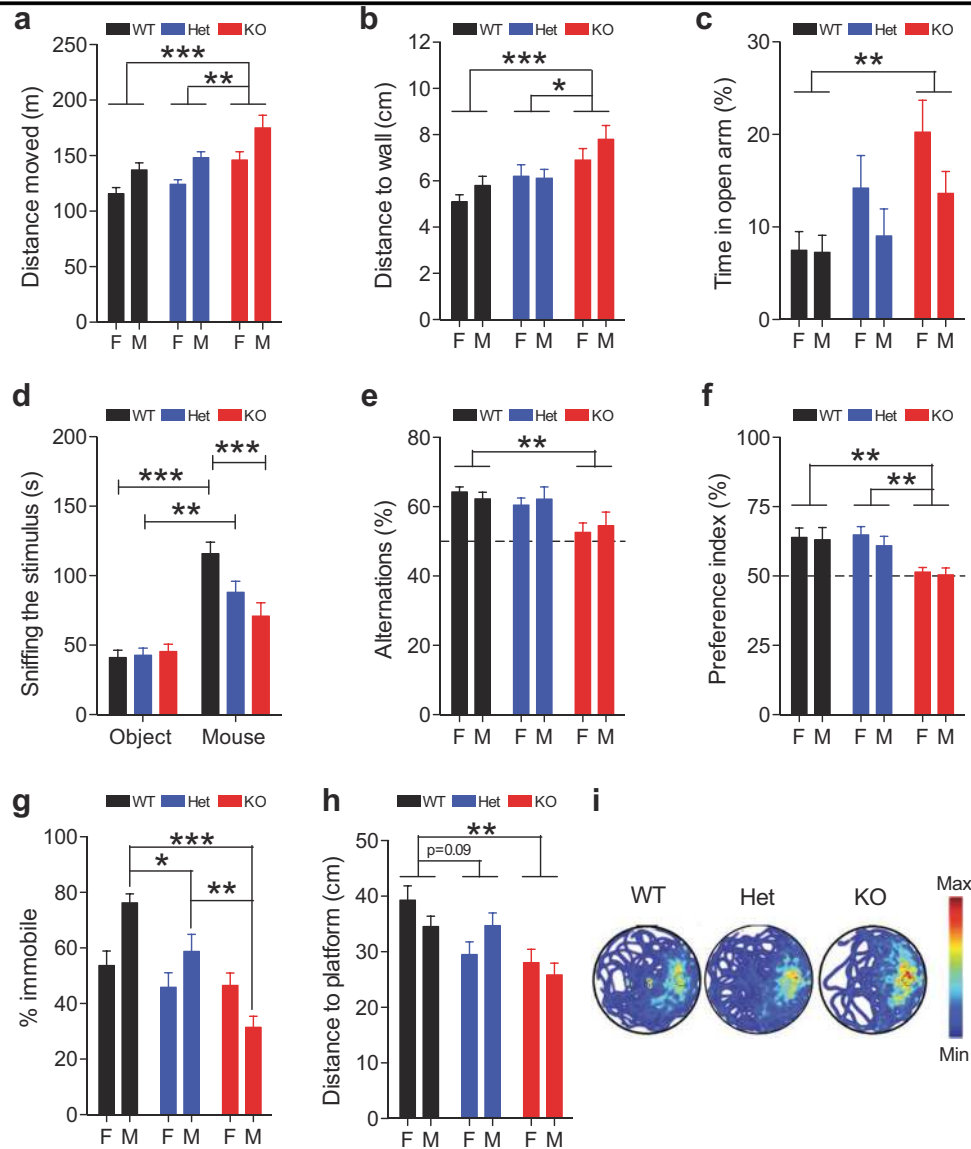 a
WT Het KO
Distance moved (m)
250
200
150
100
50
0
***
**
F M F M F M
b
WT Het KO
Distance to wall (cm)
12
10
8
6
4
2
0
***
*
F M F M F M
c
WT Het KO
Time in open arm (%)
30
20
10
0
**
F M F M F M
d
WT Het KO
Sniffing the stimulus (s)
200
150
100
50
0
***
***
**
Object Mouse
e
WT Het KO
Alternations (%)
80
60
40
20
0
**
F M F M F M
f
WT Het KO
Preference index (%)
100
75
50
25
0
**
**
F M F M F M
g
WT Het KO
% immobile
100
80
60
40
20
0
***
*
**
F M F M F M
h
WT Het KO
Distance to platform (cm)
50
40
30
20
10
0
**
p=0.09
F M F M F M
i
WT Het KO
Max
Min